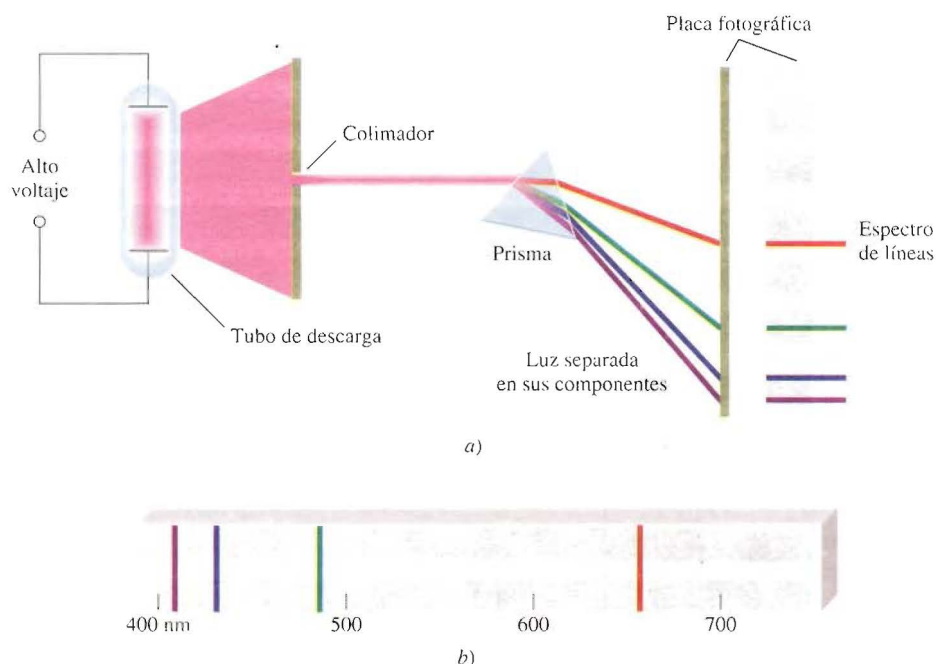 Placa fotográfica
Colimador
Alto
voltaje
Espectro
de líneas
Prisma
Tubo de descarga
Luz separada
en sus componentes
a)
400 nm
500
600
700
b)